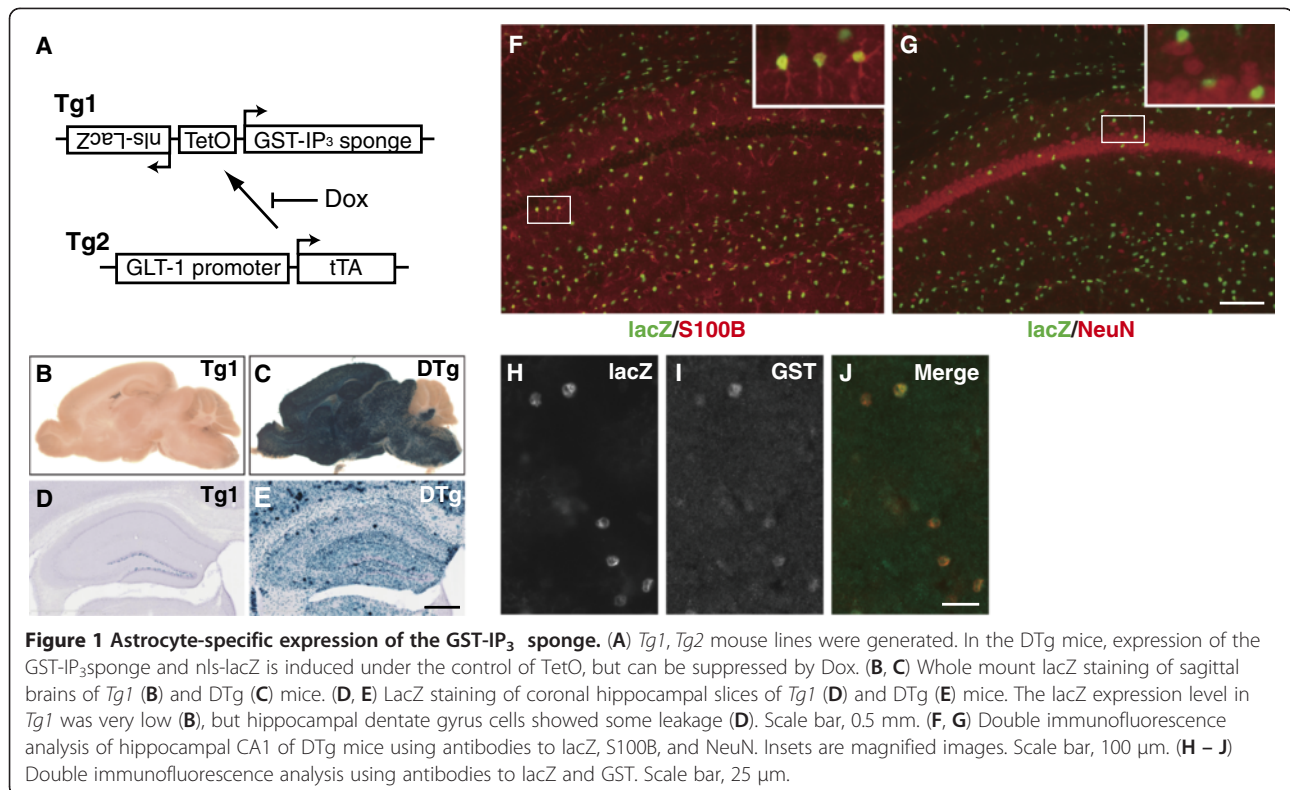 A
Tg1
nls-LacZ
TetO
GST-IP3 sponge
Dox
Tg2
GLT-1 promoter
tTA
B
Tg1
C
DTg
D
Tg1
E
DTg
F
G
lacZ/S100B
lacZ/NeuN
H
lacZ
I
GST
J
Merge
Figure 1 Astrocyte-specific expression of the GST-IP3 sponge. (A) Tg1, Tg2 mouse lines were generated. In the DTg mice, expression of the
GST-IP3sponge and nls-lacZ is induced under the control of TetO, but can be suppressed by Dox. (B, C) Whole mount lacZ staining of sagittal
brains of Tg1 (B) and DTg (C) mice. (D, E) LacZ staining of coronal hippocampal slices of Tg1 (D) and DTg (E) mice. The lacZ expression level in
Tg1 was very low (B), but hippocampal dentate gyrus cells showed some leakage (D). Scale bar, 0.5 mm. (F, G) Double immunofluorescence
analysis of hippocampal CA1 of DTg mice using antibodies to lacZ, S100B, and NeuN. Insets are magnified images. Scale bar, 100 μm. (H – J)
Double immunofluorescence analysis using antibodies to lacZ and GST. Scale bar, 25 μm.